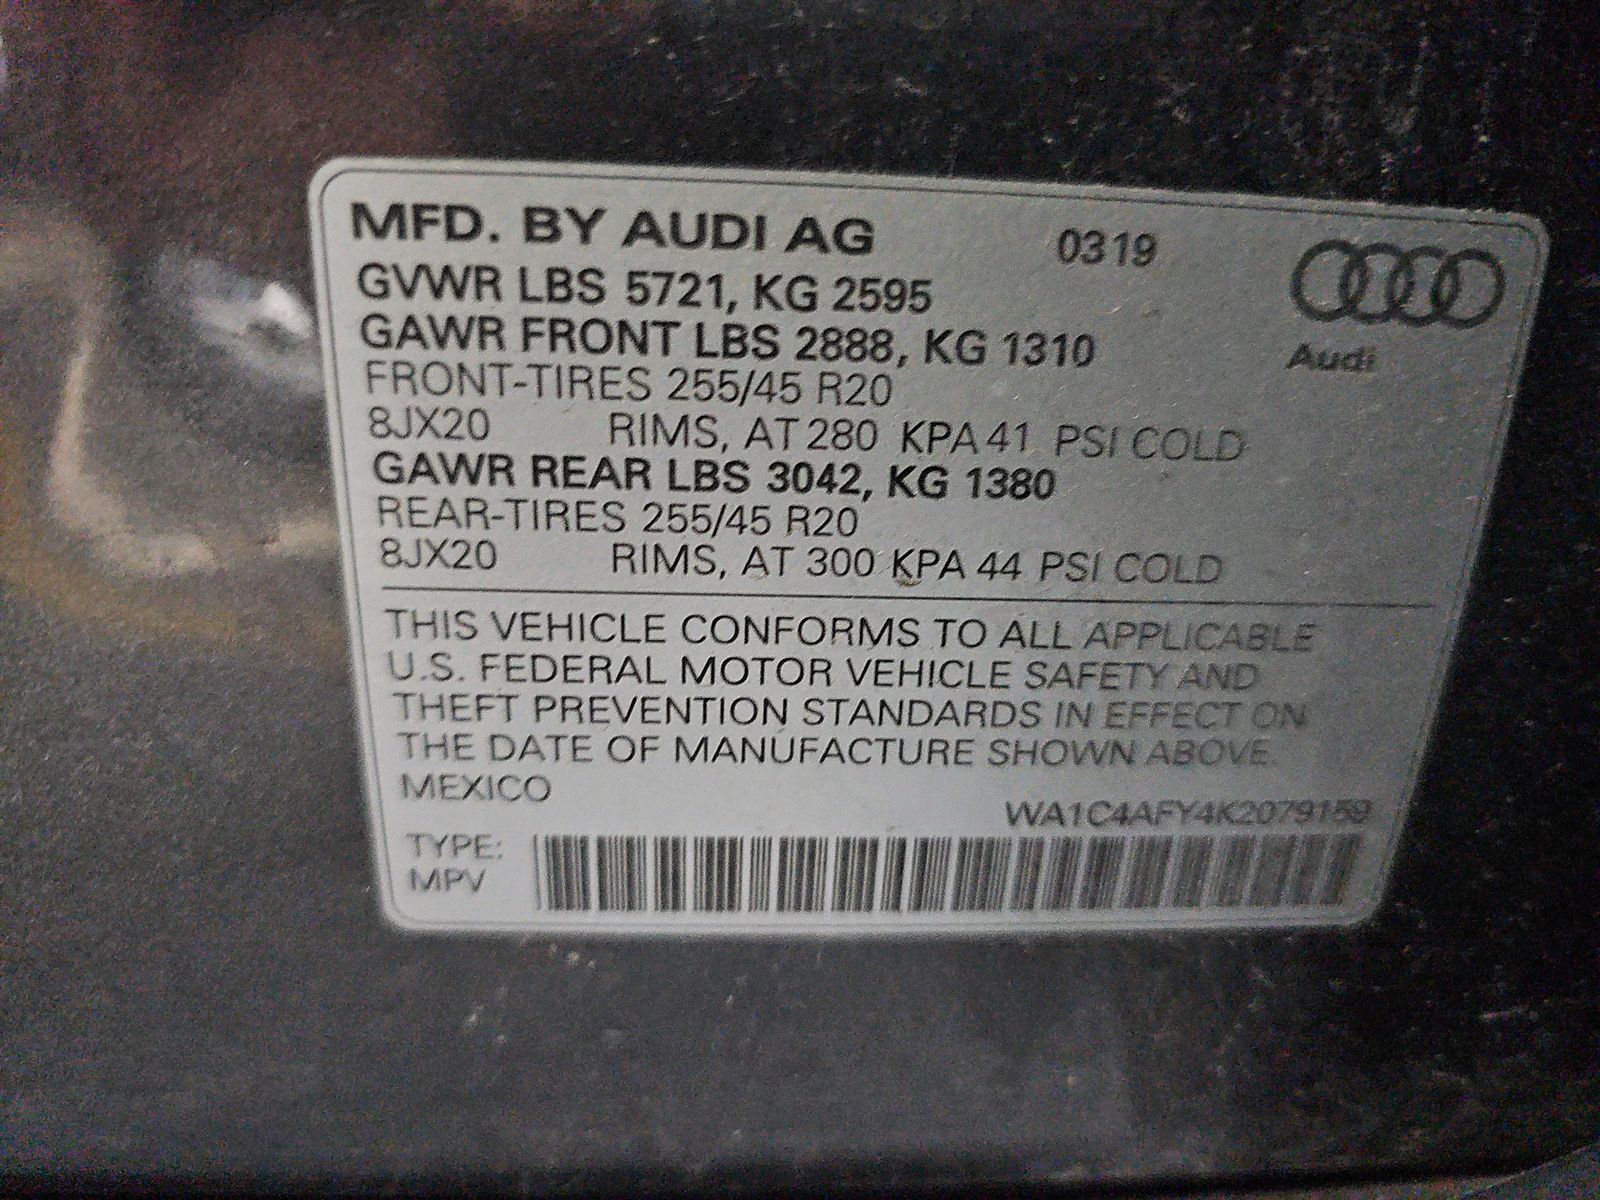 MFD. BY AUDI AG 0319
GVWR LBS 5721, KG 2595
GAWR FRONT LBS 2888, KG 1310
Audi
FRONT-TIRES 255/45 R20
8JX20 RIMS, AT 280 KPA 41 PSI COLD
GAWR REAR LBS 3042, KG 1380
REAR-TIRES 255/45 R20
8JX20 RIMS, AT 300 KPA 44 PSI COLD
THIS VEHICLE CONFORMS TO ALL APPLICABLE
U.S. FEDERAL MOTOR VEHICLE SAFETY AND
THEFT PREVENTION STANDARDS IN EFFECT ON
THE DATE OF MANUFACTURE SHOWN ABOVE.
MEXICO
WA1C4AFY4K2079159
TYPE:
MPV